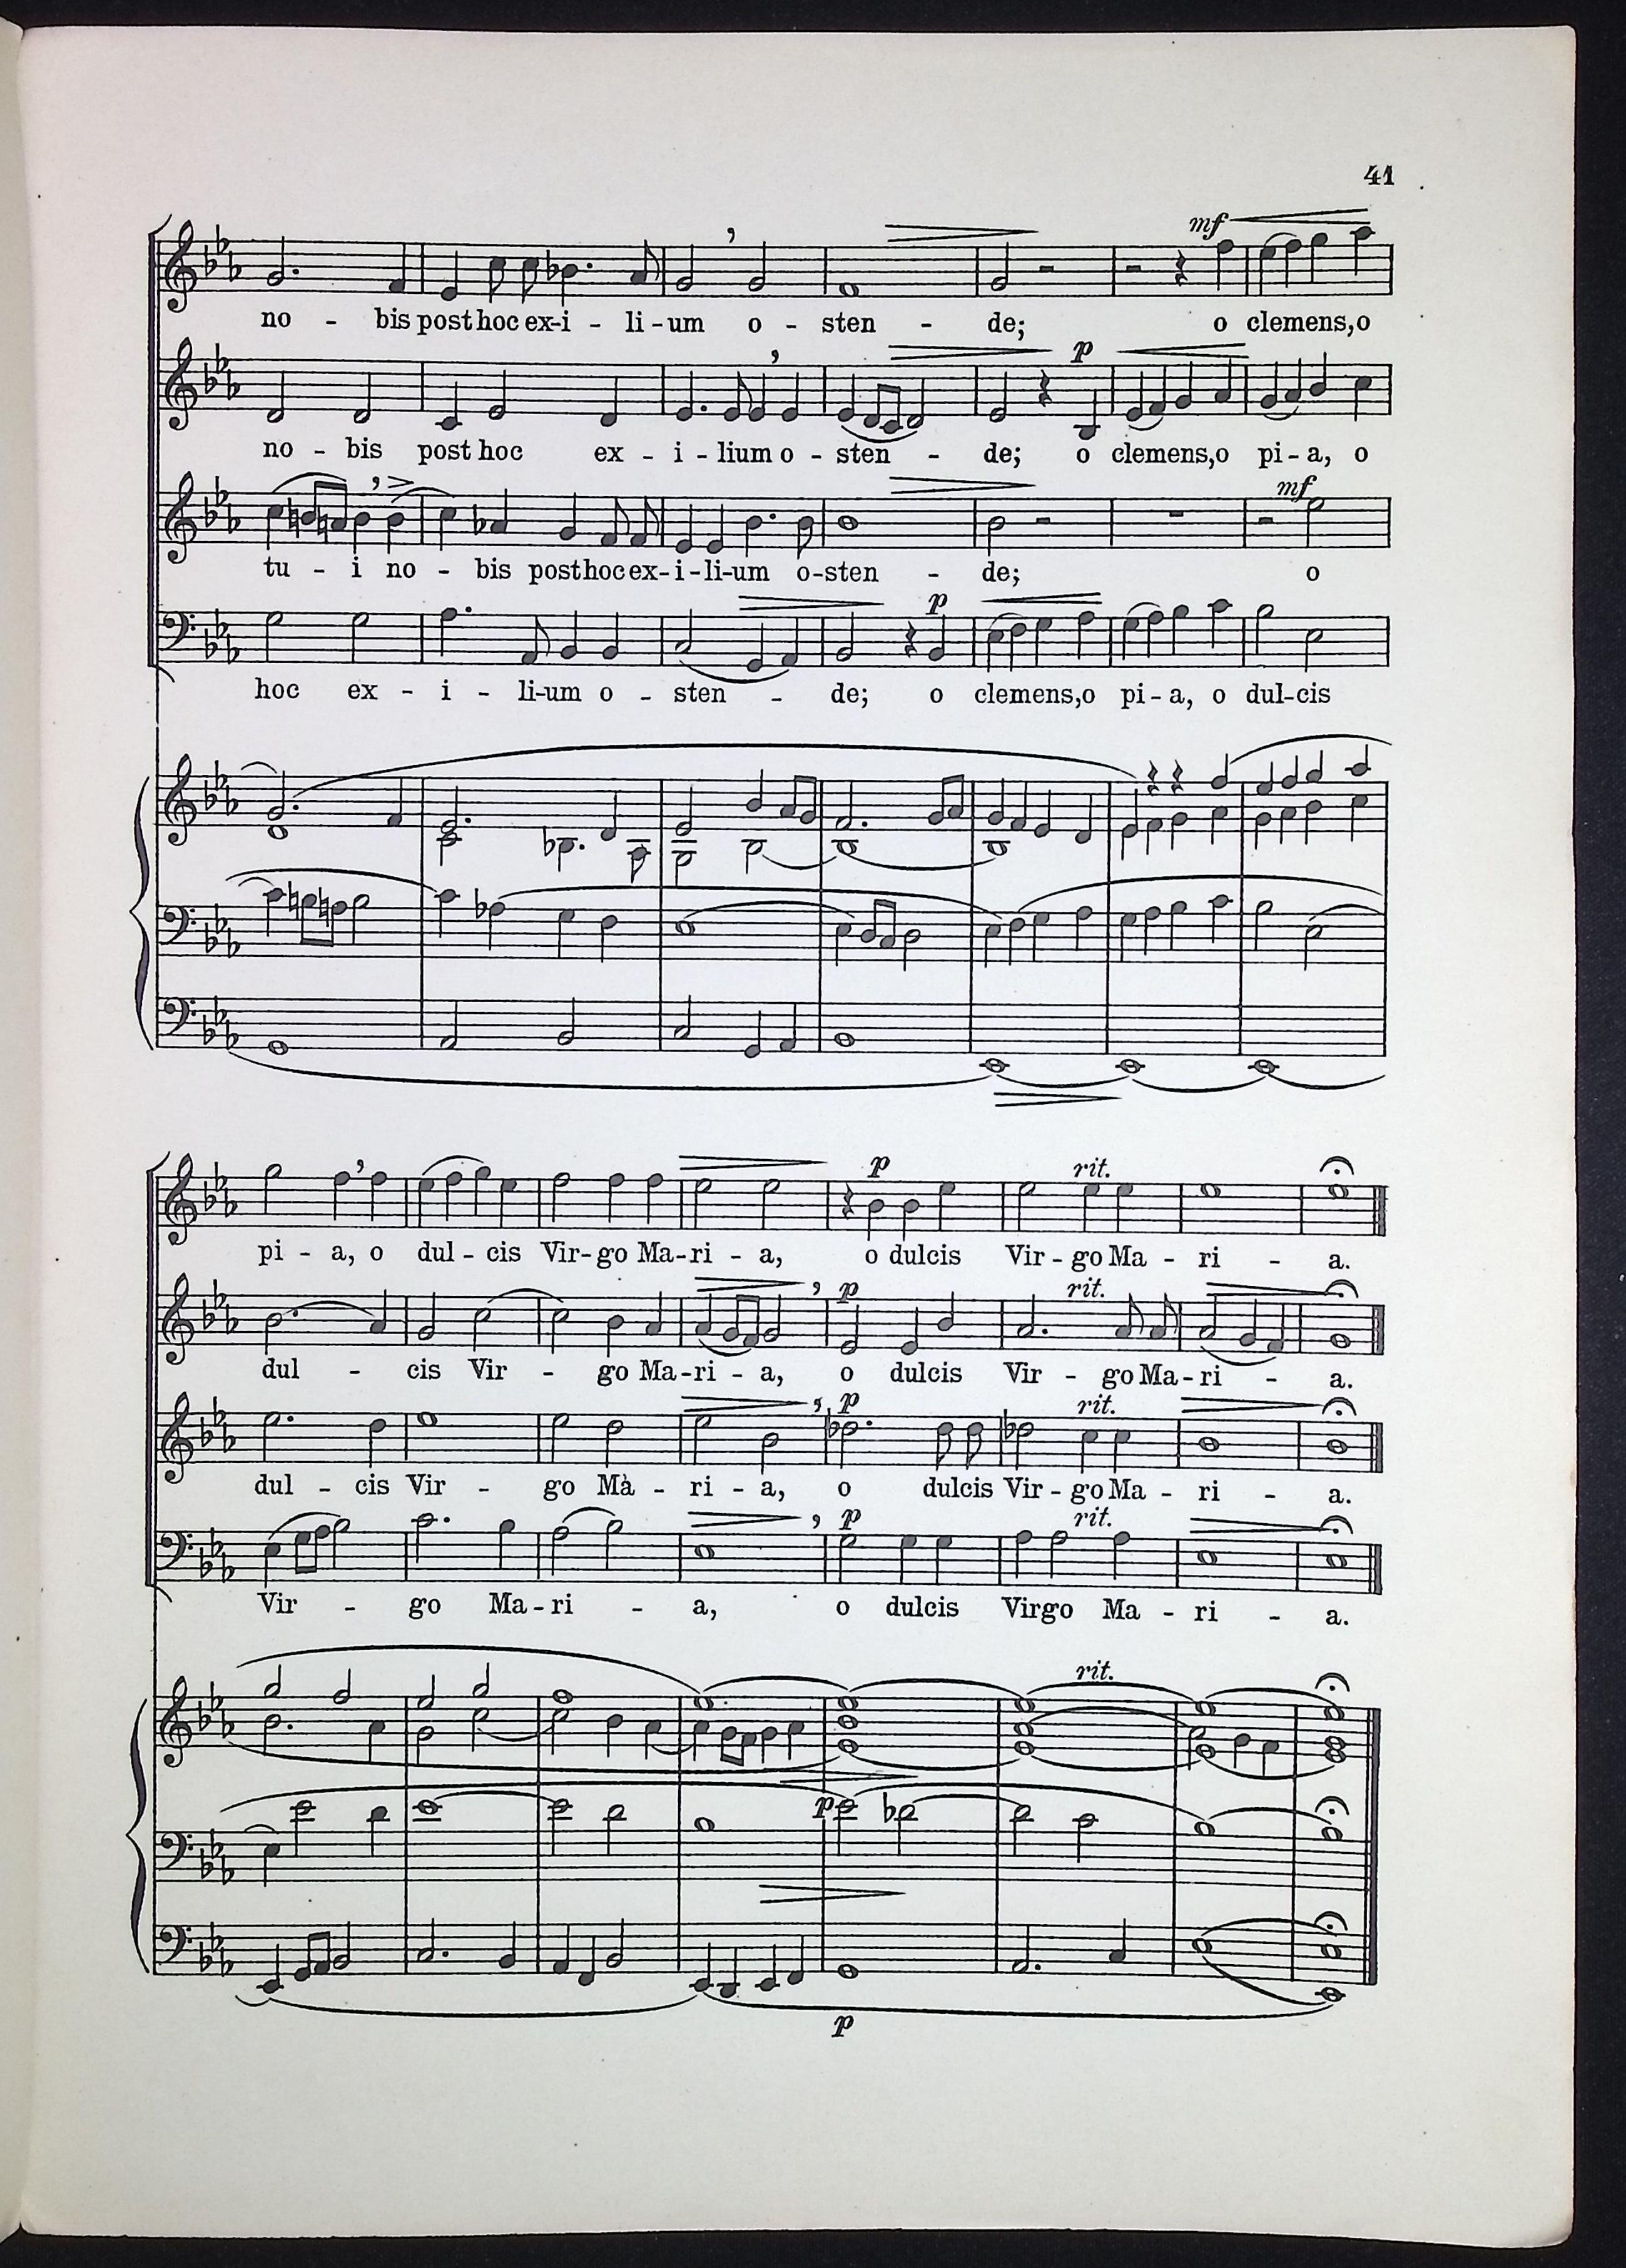 41
mf
no - bis post hoc ex-i - li-um o - sten - de; o clemens, o
p
no - bis post hoc ex - i - lium o - sten - de; o clemens, o pi - a, o
mf
tu - i no - bis post hoc ex-i-li-um o-sten - de; o
p
hoc ex - i - li-um o - sten - de; o clemens, o pi - a, o dul-cis
p rit.
pi - a, o dul - cis Vir-go Ma-ri - a, o dulcis Vir - go Ma - ri - a.
p rit.
dul - cis Vir - go Ma-ri - a, o dulcis Vir - go Ma-ri - a.
p rit.
dul - cis Vir - go Mà - ri - a, o dulcis Vir - go Ma - ri - a.
p rit.
Vir - go Ma - ri - a, o dulcis Virgo Ma - ri - a.
rit.
p
p